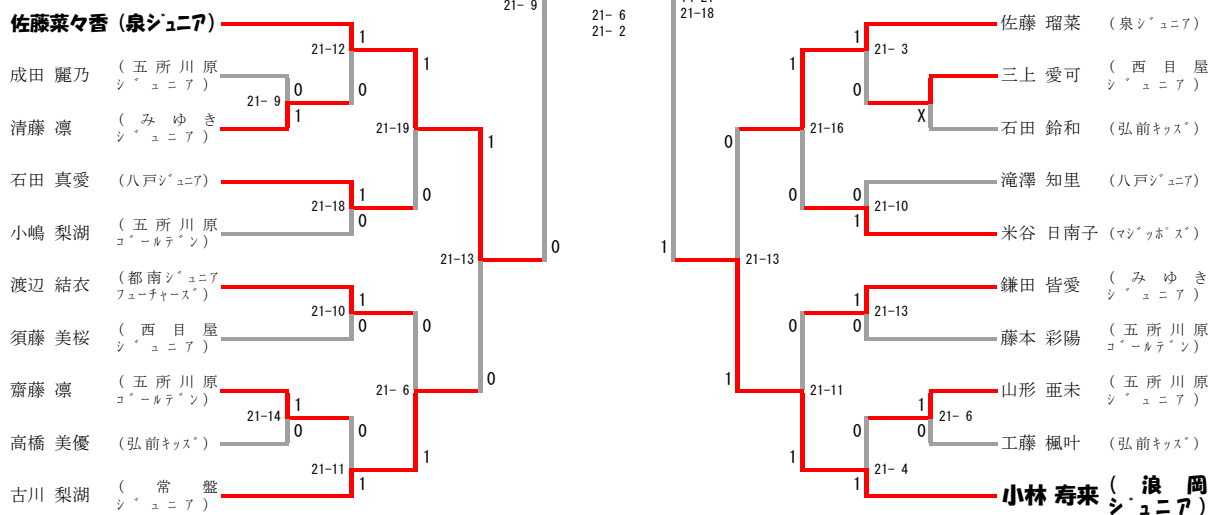 21- 9
21- 6
21- 2
21-18
佐藤菜々香 (泉ジュニア)
1
21-12
0
成田 麗乃 (五所川原
ジュニア)
0
21- 9
1
清藤 凛 (みゆき
ジュニア)
1
21-19
0
石田 真愛 (八戸ジュニア)
1
21-18
0
小嶋 梨湖 (五所川原
ゴールデン)
1
21-13
0
0
渡辺 結衣 (都南ジュニア
フューチャーズ)
1
21-10
0
須藤 美桜 (西目屋
ジュニア)
0
21- 6
1
齋藤 凛 (五所川原
ゴールデン)
1
21-14
0
高橋 美優 (弘前キッズ)
0
21-11
1
古川 梨湖 (常盤
ジュニア)
佐藤 瑠菜 (泉ジュニア)
1
21- 3
0
三上 愛可 (西目屋
ジュニア)
X
石田 鈴和 (弘前キッズ)
1
21-16
0
滝澤 知里 (八戸ジュニア)
0
21-10
1
米谷 日南子 (マジッポズ)
0
1
21-13
1
鎌田 皆愛 (みゆき
ジュニア)
1
21-13
0
藤本 彩陽 (五所川原
ゴールデン)
0
21-11
1
山形 亜未 (五所川原
ジュニア)
1
21- 6
0
工藤 楓叶 (弘前キッズ)
0
21- 4
1
小林 寿来 (浪岡
ジュニア)